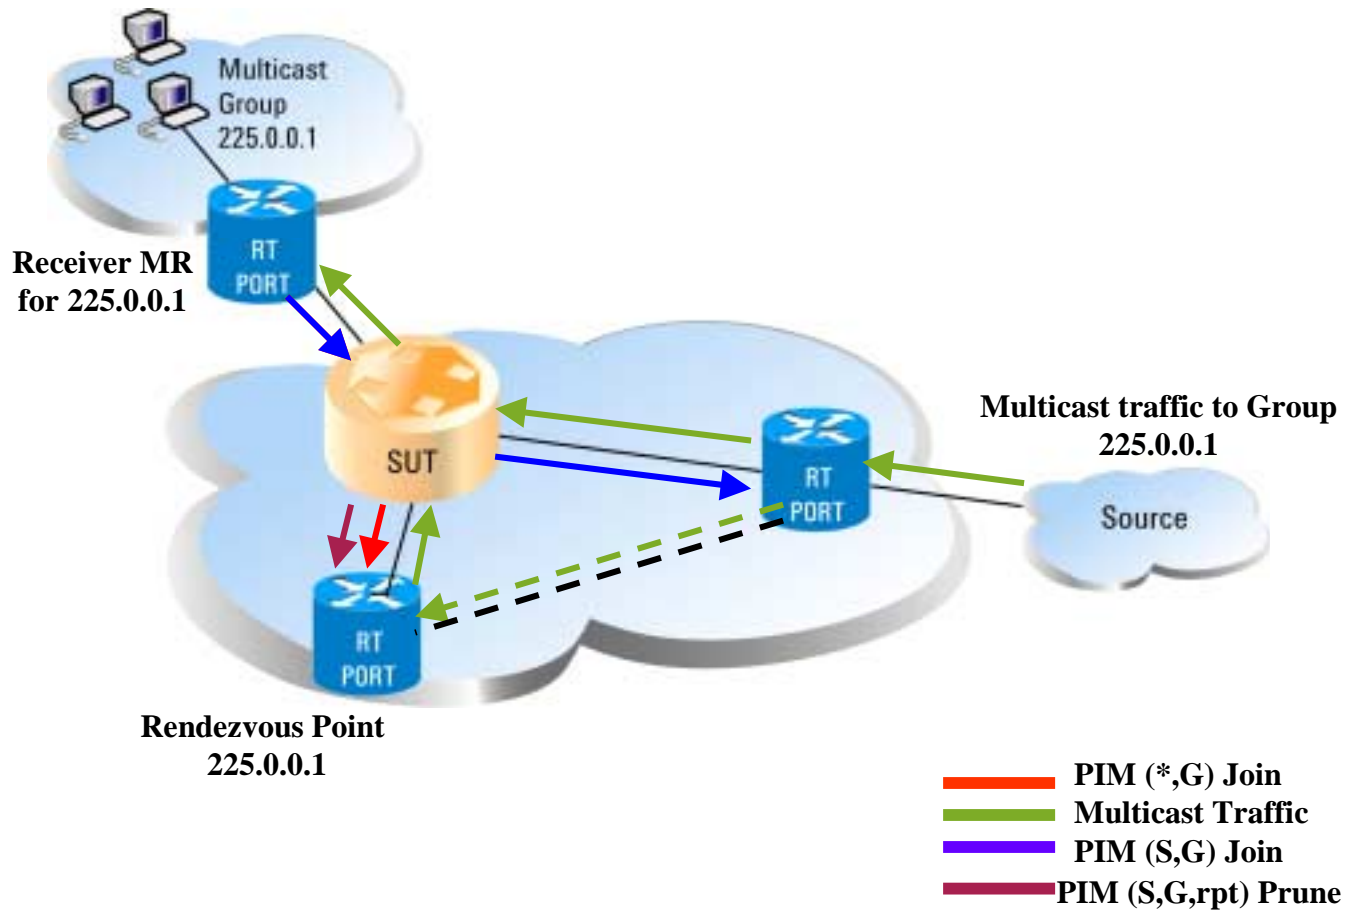 Multicast
Group
225.0.0.1
RT
PORT
Receiver MR
for 225.0.0.1
SUT
Multicast traffic to Group
225.0.0.1
RT
PORT
Source
RT
PORT
Rendezvous Point
225.0.0.1
PIM (*,G) Join
Multicast Traffic
PIM (S,G) Join
PIM (S,G,rpt) Prune